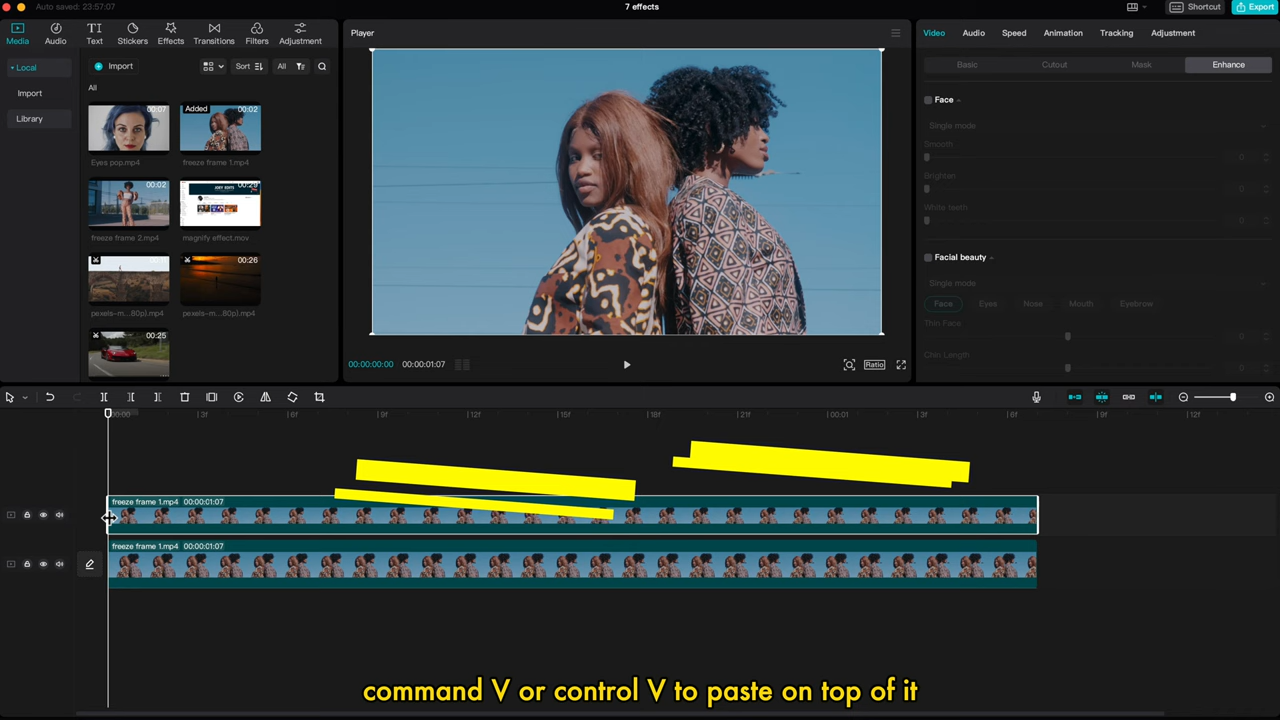 Auto saved: 23:57:07
7 effects
Shortcut
Export
Media
Audio
Text
Stickers
Effects
Transitions
Filters
Adjustment
Local
Import
Library
Import
Sort
All
All
00:07
Eyes pop.mp4
Added
00:02
freeze frame 1.mp4
00:02
freeze frame 2.mp4
00:29
magnify effect.mov
pexels-m...80p).mp4
00:26
pexels-m...80p).mp4
00:25
Player
00:00:00:00
00:00:01:07
Ratio
Video
Audio
Speed
Animation
Tracking
Adjustment
Basic
Cutout
Mask
Enhance
Face
Single mode
Smooth
0
Brighten
0
White teeth
0
Facial beauty
Single mode
Face
Eyes
Nose
Mouth
Eyebrow
Thin Face
Chin Length
00:00
3f
6f
9f
12f
15f
18f
21f
00:01
3f
6f
9f
12f
freeze frame 1.mp4 00:00:01:07
freeze frame 1.mp4 00:00:01:07
command V or control V to paste on top of it